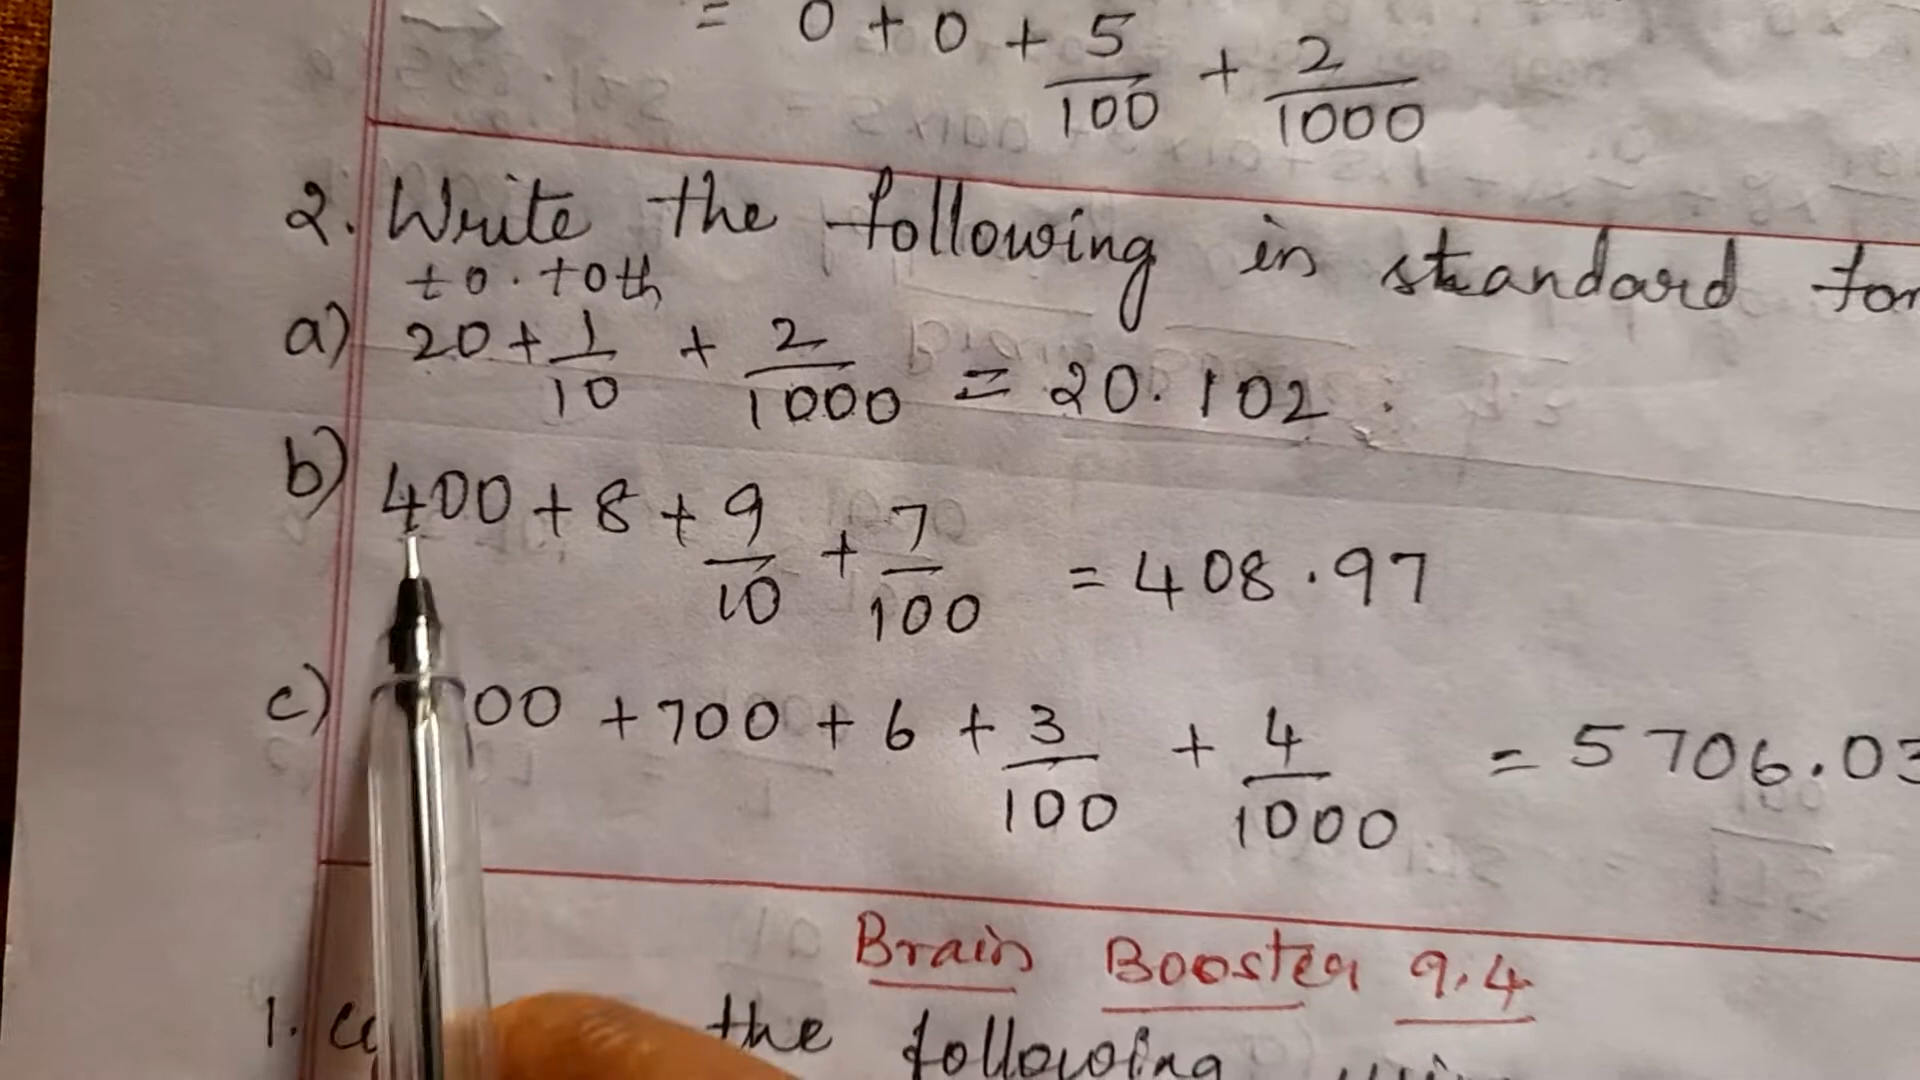 = 0 + 0 + 5/100 + 2/1000
2. Write the following in standard for
to. toth
a) 20 + 1/10 + 2/1000 = 20.102
b) 400 + 8 + 9/10 + 7/100 = 408.97
c) 00 + 700 + 6 + 3/100 + 4/1000 = 5706.03
Brain Booster 9.4
1. the following